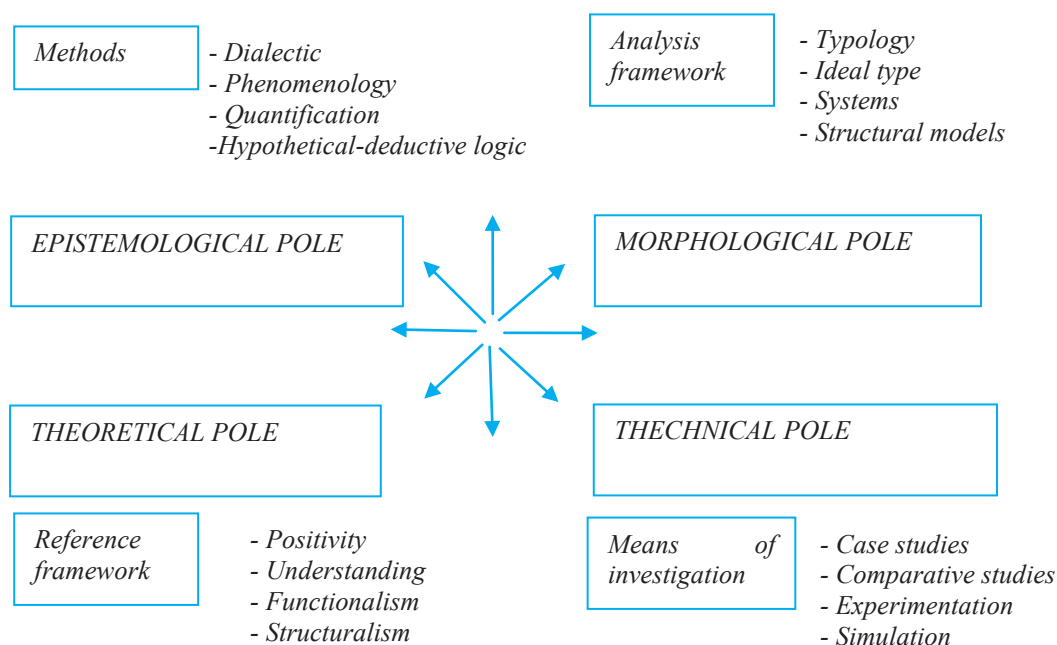 Methods
- Dialectic
- Phenomenology
- Quantification
-Hypothetical-deductive logic
Analysis
framework
- Typology
- Ideal type
- Systems
- Structural models
EPISTEMOLOGICAL POLE
MORPHOLOGICAL POLE
THEORETICAL POLE
THECHNICAL POLE
Reference
framework
- Positivity
- Understanding
- Functionalism
- Structuralism
Means of
investigation
- Case studies
- Comparative studies
- Experimentation
- Simulation